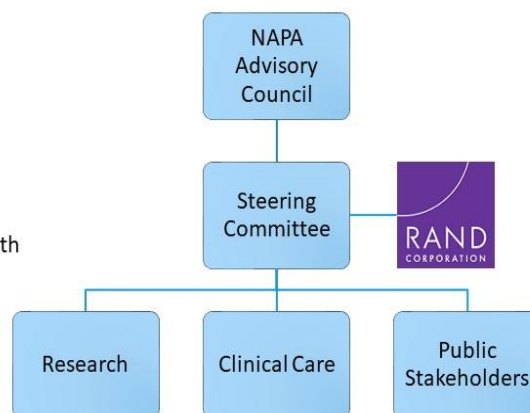 NAPA
Advisory
Council
Steering
Committee
RAND
CORPORATION
th
Research
Clinical Care
Public
Stakeholders